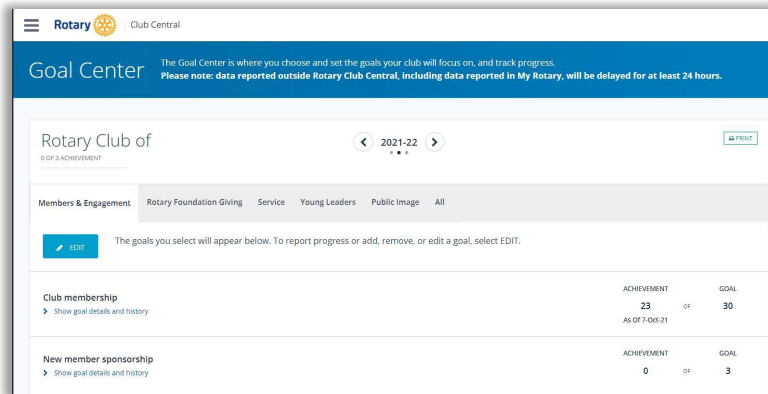 Rotary Club Central
Goal Center
The Goal Center is where you choose and set the goals your club will focus on, and track progress.
Please note: data reported outside Rotary Club Central, including data reported in My Rotary, will be delayed for at least 24 hours.
Rotary Club of
2021-22
PRINT
0 OF 3 ACHIEVEMENT
Members & Engagement Rotary Foundation Giving Service Young Leaders Public Image All
EDIT
The goals you select will appear below. To report progress or add, remove, or edit a goal, select EDIT.
Club membership
Show goal details and history
ACHIEVEMENT GOAL
23 OF 30
As Of 7-Oct-21
New member sponsorship
Show goal details and history
ACHIEVEMENT GOAL
0 OF 3